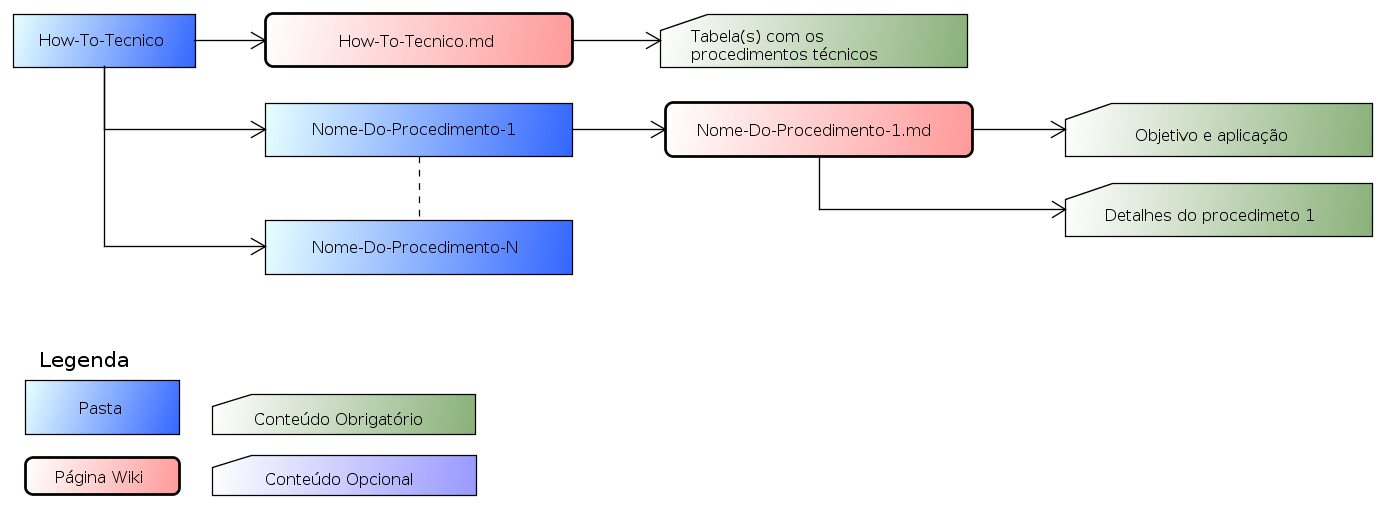 How-To-Tecnico
How-To-Tecnico.md
Tabela(s) com os
procedimentos técnicos
Nome-Do-Procedimento-1
Nome-Do-Procedimento-1.md
Objetivo e aplicação
Detalhes do procedimeto 1
Nome-Do-Procedimento-N
Legenda
Pasta
Conteúdo Obrigatório
Página Wiki
Conteúdo Opcional